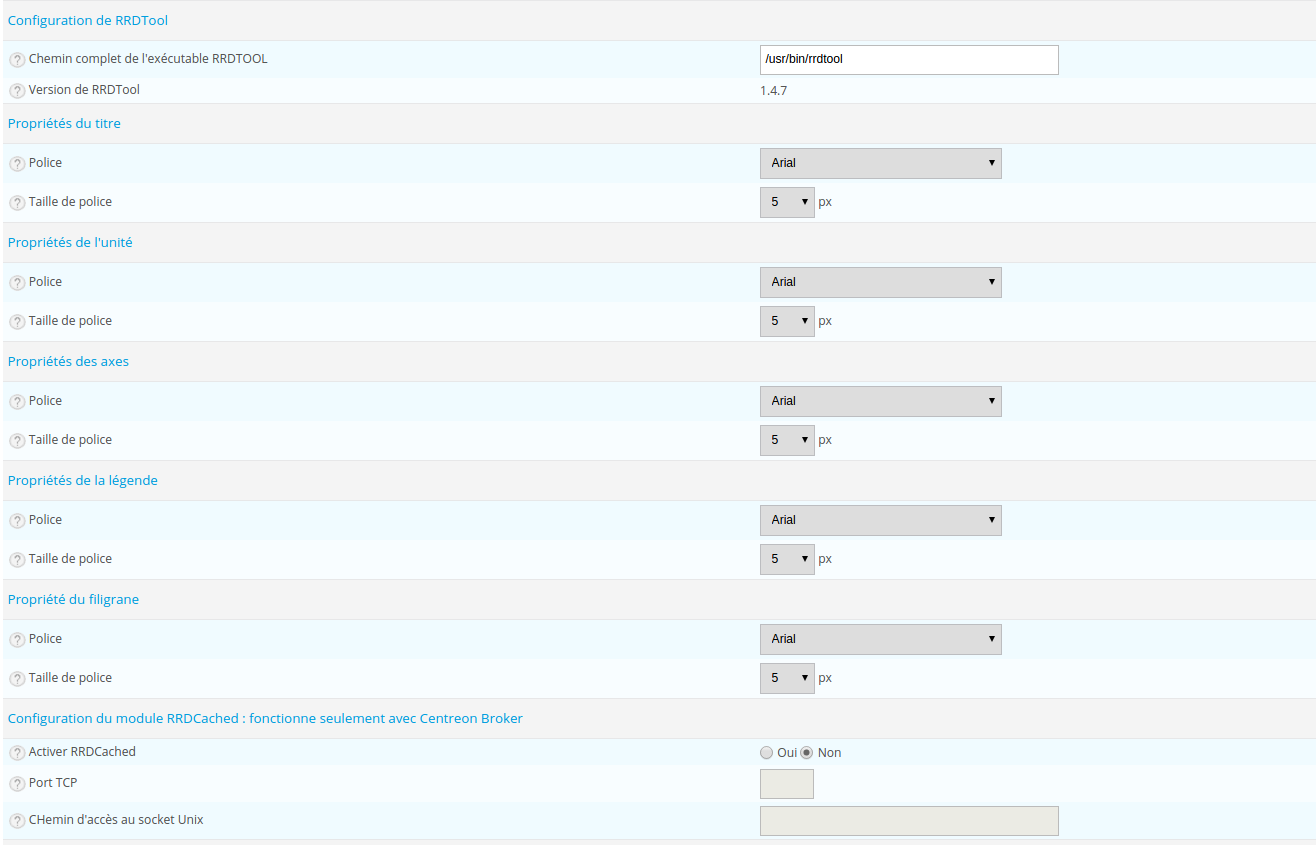 Configuration de RRDTool
? Chemin complet de l'exécutable RRDTOOL /usr/bin/rrdtool
? Version de RRDTool 1.4.7
Propriétés du titre
? Police Arial
? Taille de police 5 px
Propriétés de l'unité
? Police Arial
? Taille de police 5 px
Propriétés des axes
? Police Arial
? Taille de police 5 px
Propriétés de la légende
? Police Arial
? Taille de police 5 px
Propriété du filigrane
? Police Arial
? Taille de police 5 px
Configuration du module RRDCached : fonctionne seulement avec Centreon Broker
? Activer RRDCached Oui Non
? Port TCP
? CHemin d'accès au socket Unix